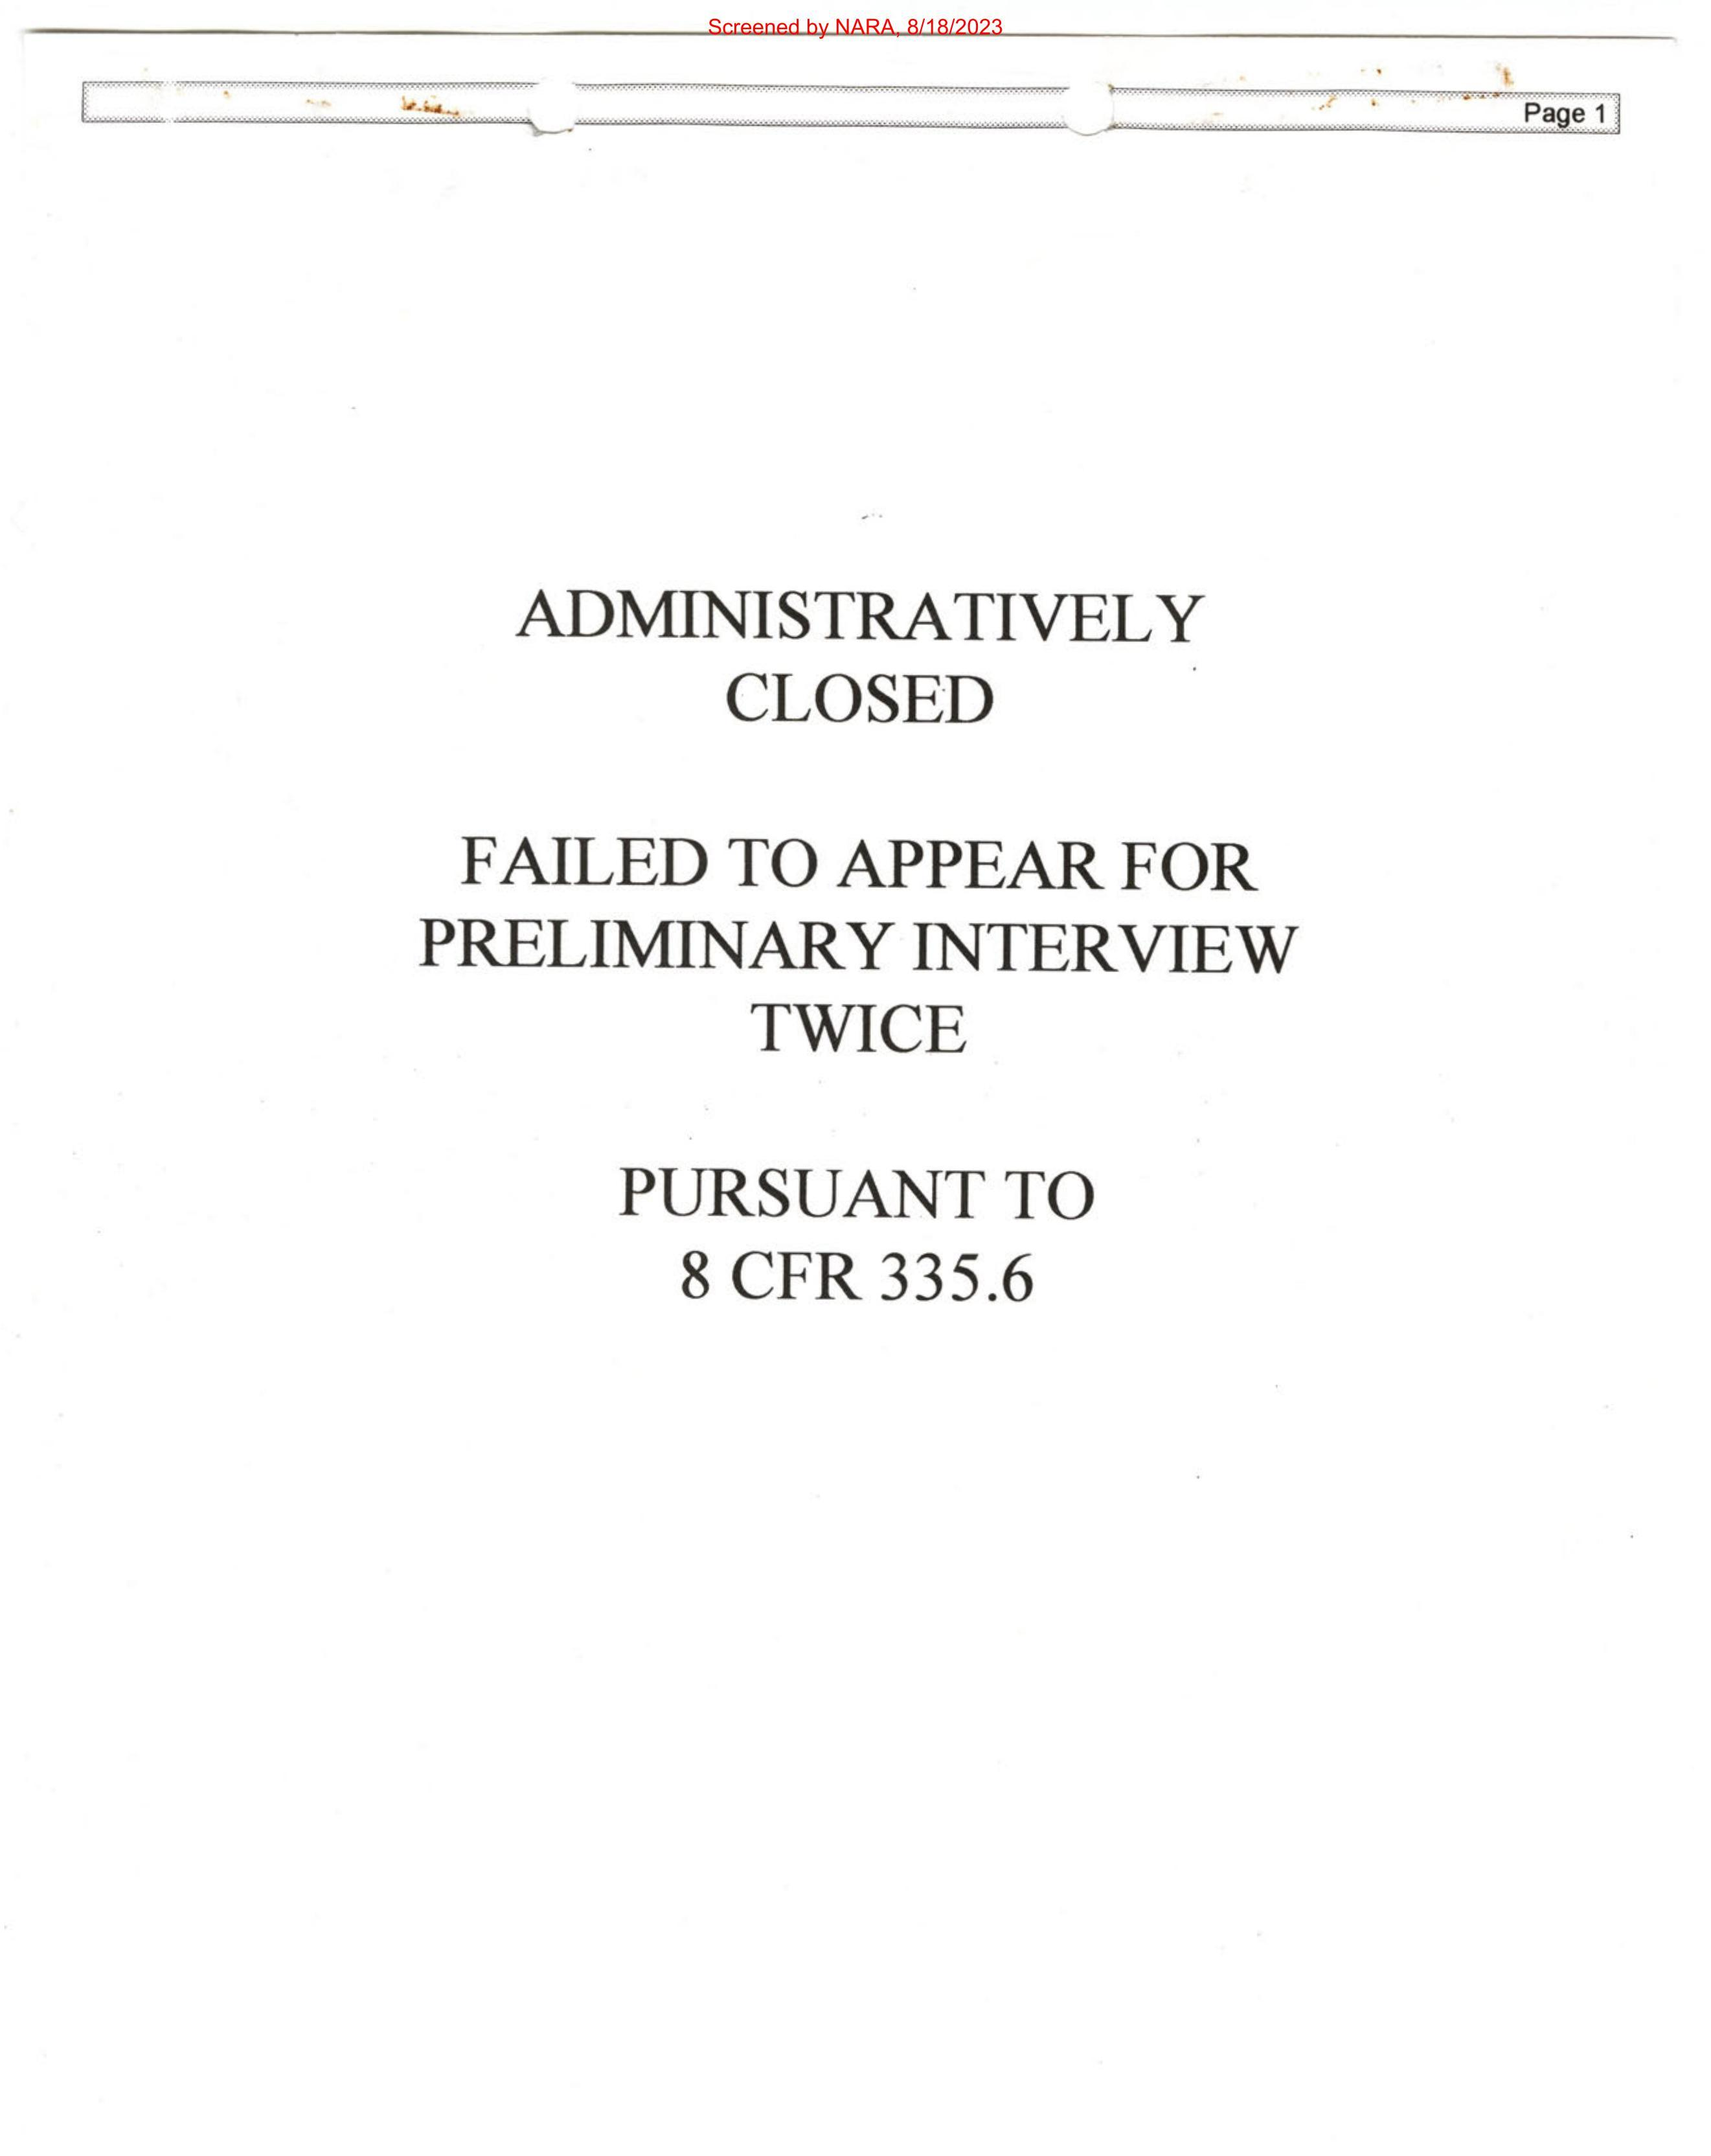 Screened by NARA, 8/18/2023
Page 1
ADMINISTRATIVELY
CLOSED
FAILED TO APPEAR FOR
PRELIMINARY INTERVIEW
TWICE
PURSUANT TO
8 CFR 335.6